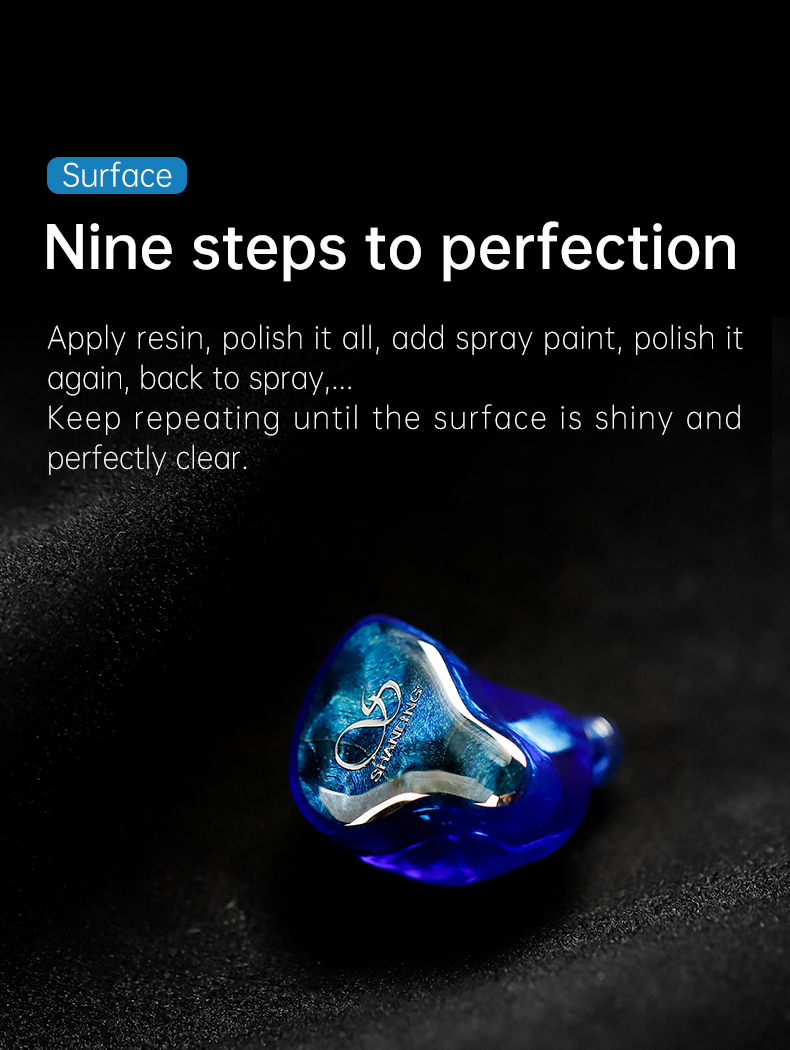 Surface
Nine steps to perfection
Apply resin, polish it all, add spray paint, polish it
again, back to spray,...
Keep repeating until the surface is shiny and
perfectly clear.
SHANLING